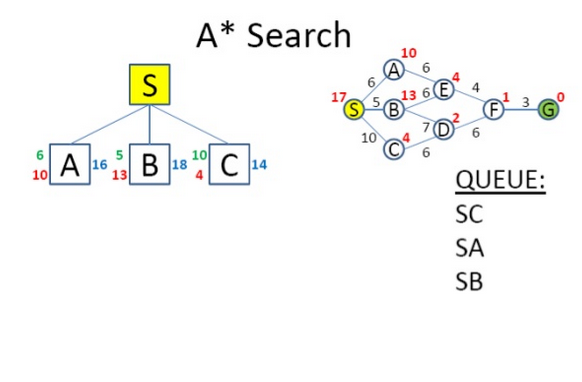 A* Search
S
6 10 A 16
5 13 B 18
10 4 C 14
10
A 6 4
6 E 4
17 13 6 1 0
S 5 B F 3 G
2
10 4 7 D 6
C 6
QUEUE:
SC
SA
SB